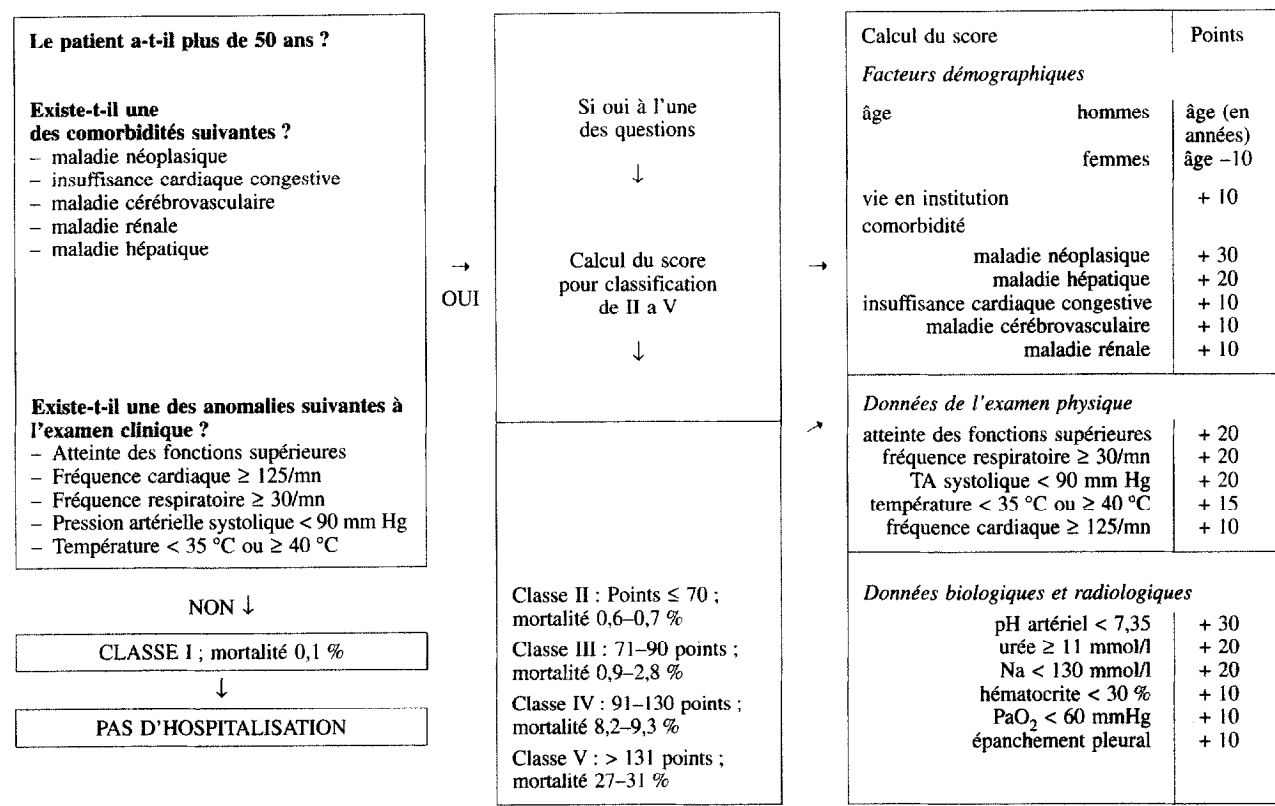 Le patient a-t-il plus de 50 ans ?
Existe-t-il une
des comorbidités suivantes ?
– maladie néoplasique
– insuffisance cardiaque congestive
– maladie cérébrovasculaire
– maladie rénale
– maladie hépatique
Existe-t-il une des anomalies suivantes à
l'examen clinique ?
– Atteinte des fonctions supérieures
– Fréquence cardiaque ≥ 125/mn
– Fréquence respiratoire ≥ 30/mn
– Pression artérielle systolique < 90 mm Hg
– Température < 35 °C ou ≥ 40 °C
NON ↓
CLASSE I ; mortalité 0,1 %
↓
PAS D'HOSPITALISATION
→
OUI
Si oui à l'une
des questions
↓
Calcul du score
pour classification
de II a V
↓
Classe II : Points ≤ 70 ;
mortalité 0,6–0,7 %
Classe III : 71–90 points ;
mortalité 0,9–2,8 %
Classe IV : 91–130 points ;
mortalité 8,2–9,3 %
Classe V : > 131 points ;
mortalité 27–31 %
→
↗
Calcul du score Points
Facteurs démographiques
âge hommes âge (en
années)
femmes âge –10
vie en institution + 10
comorbidité
maladie néoplasique + 30
maladie hépatique + 20
insuffisance cardiaque congestive + 10
maladie cérébrovasculaire + 10
maladie rénale + 10
Données de l'examen physique
atteinte des fonctions supérieures + 20
fréquence respiratoire ≥ 30/mn + 20
TA systolique < 90 mm Hg + 20
température < 35 °C ou ≥ 40 °C + 15
fréquence cardiaque ≥ 125/mn + 10
Données biologiques et radiologiques
pH artériel < 7,35 + 30
urée ≥ 11 mmol/l + 20
Na < 130 mmol/l + 20
hématocrite < 30 % + 10
PaO₂ < 60 mmHg + 10
épanchement pleural + 10